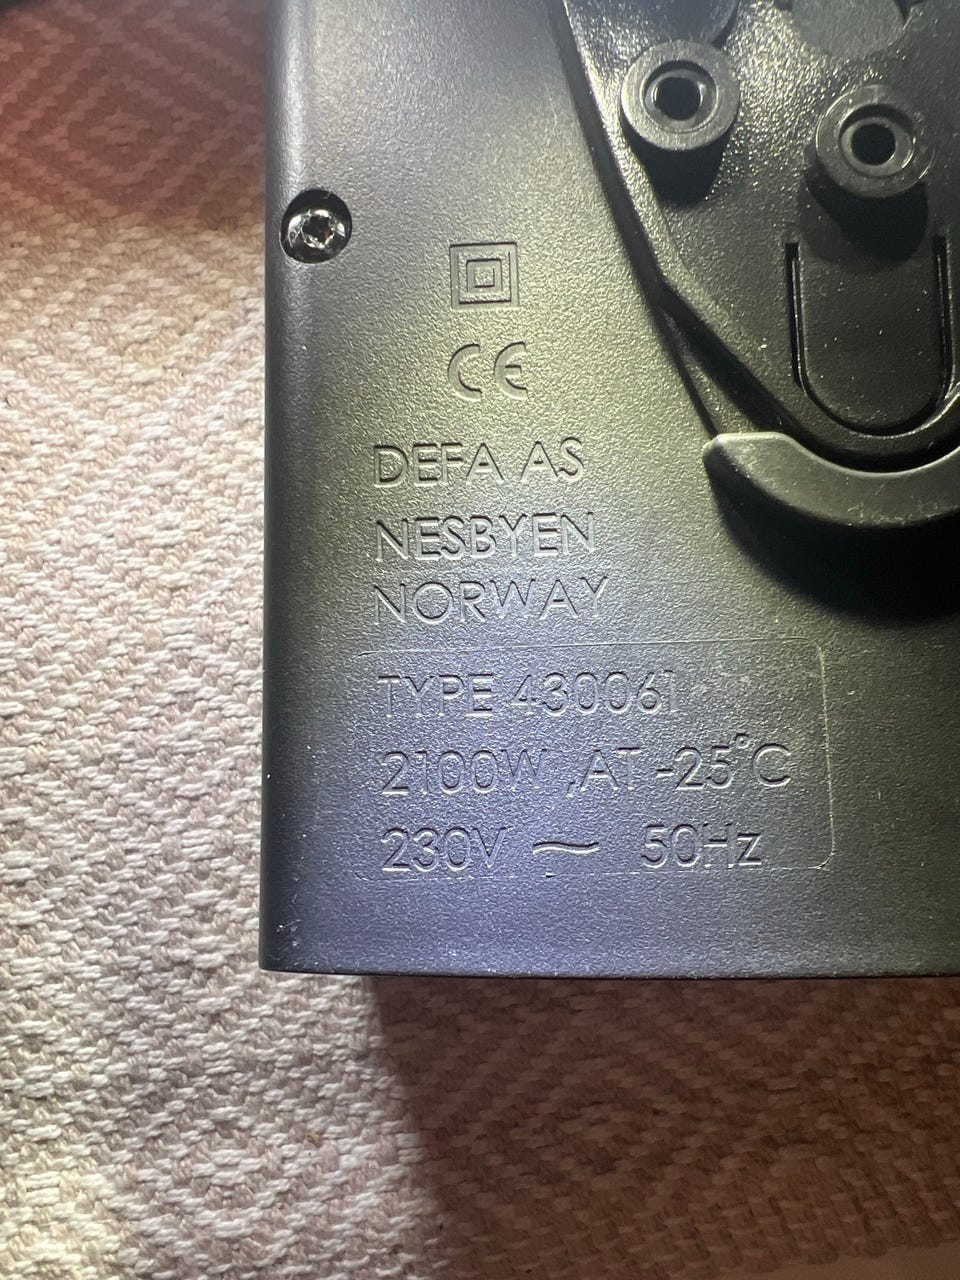 CE
DEFA AS
NESBYEN
NORWAY
TYPE 430061
2100W ,AT -25°C
230V ~ 50Hz